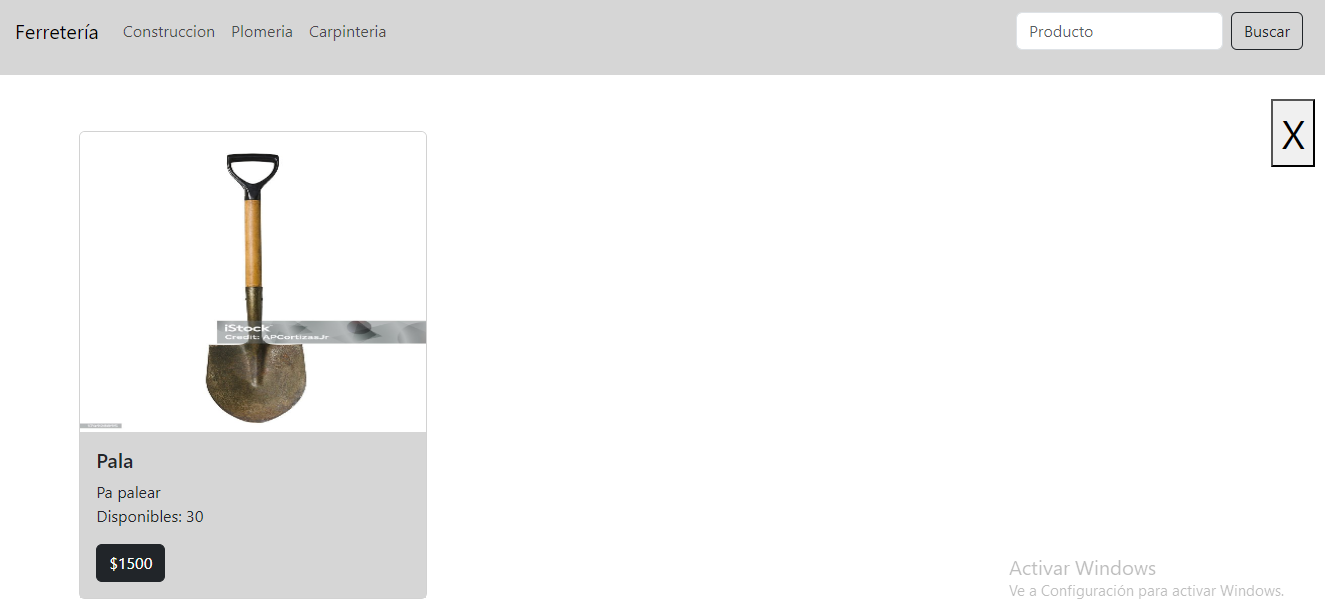 Ferretería Construccion Plomeria Carpinteria Producto Buscar
X
iStock
Credit: APCortizasJr
Pala
Pa palear
Disponibles: 30
$1500
Activar Windows
Ve a Configuración para activar Windows.